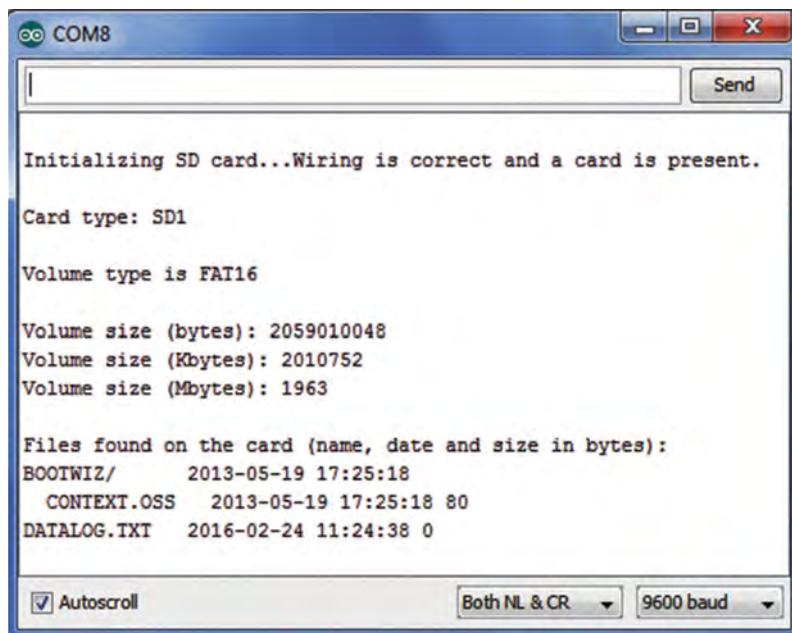 COM8
Send
Initializing SD card...Wiring is correct and a card is present.
Card type: SD1
Volume type is FAT16
Volume size (bytes): 2059010048
Volume size (Kbytes): 2010752
Volume size (Mbytes): 1963
Files found on the card (name, date and size in bytes):
BOOTWIZ/ 2013-05-19 17:25:18
CONTEXT.OSS 2013-05-19 17:25:18 80
DATALOG.TXT 2016-02-24 11:24:38 0
Autoscroll Both NL & CR 9600 baud